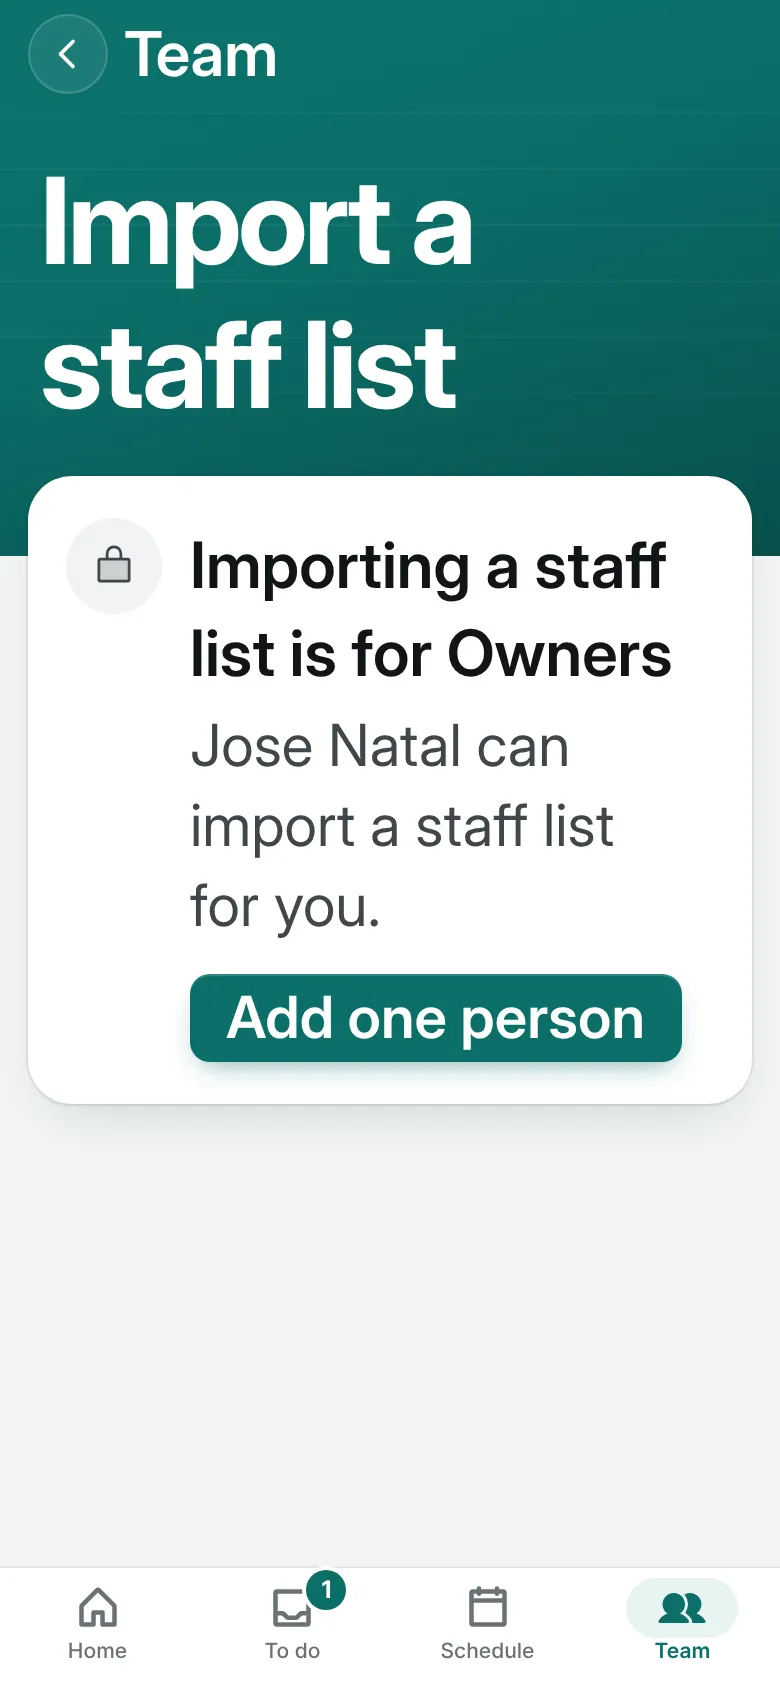 Team
Import a
staff list
Importing a staff
list is for Owners
Jose Natal can
import a staff list
for you.
Add one person
1
Home
To do
Schedule
Team